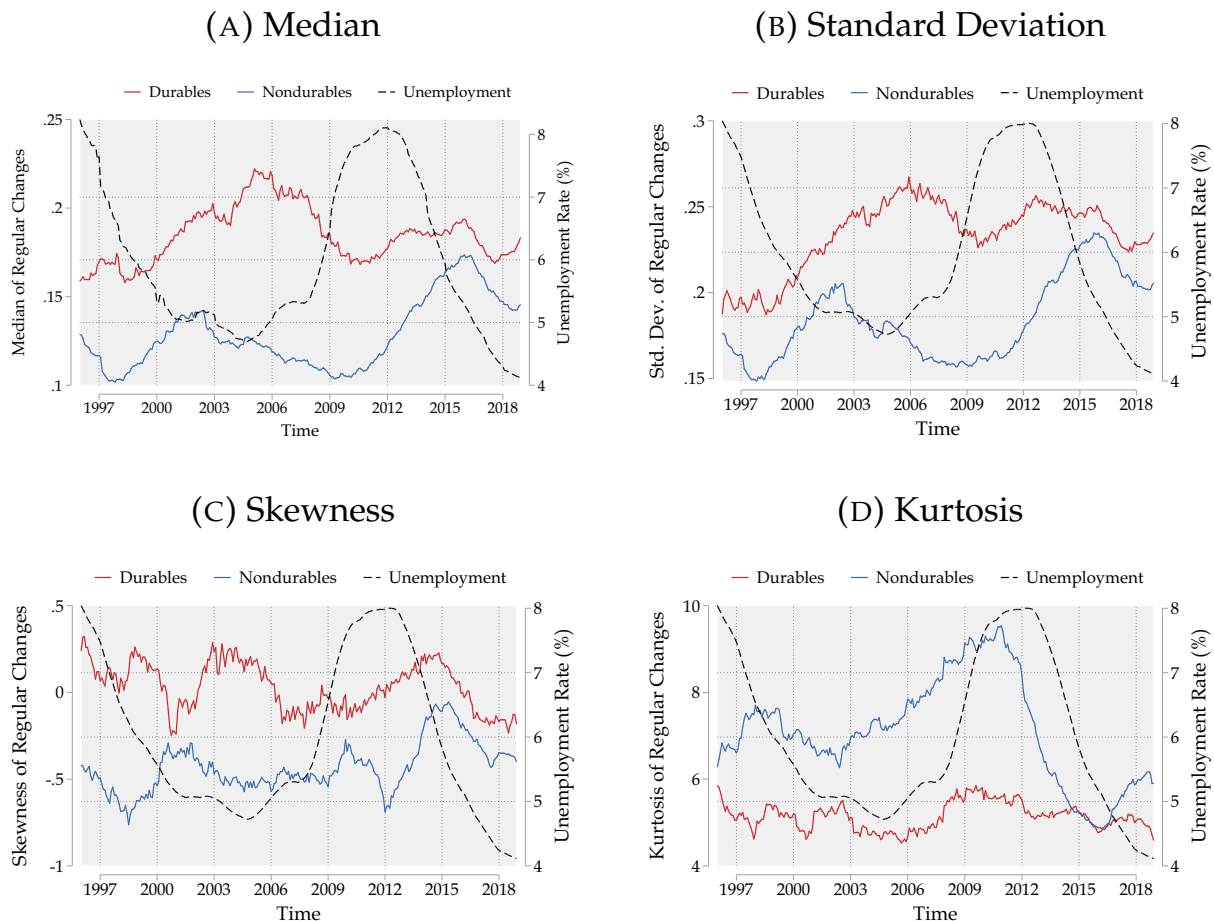 (A) Median
Durables Nondurables Unemployment
Median of Regular Changes
.25
.2
.15
.1
8
7
6
5
4
Unemployment Rate (%)
1997 2000 2003 2006 2009 2012 2015 2018
Time
(B) Standard Deviation
Durables Nondurables Unemployment
Std. Dev. of Regular Changes
.3
.25
.2
.15
8
7
6
5
4
Unemployment Rate (%)
1997 2000 2003 2006 2009 2012 2015 2018
Time
(C) Skewness
Durables Nondurables Unemployment
Skewness of Regular Changes
.5
0
-.5
-1
8
7
6
5
4
Unemployment Rate (%)
1997 2000 2003 2006 2009 2012 2015 2018
Time
(D) Kurtosis
Durables Nondurables Unemployment
Kurtosis of Regular Changes
10
8
6
4
8
7
6
5
4
Unemployment Rate (%)
1997 2000 2003 2006 2009 2012 2015 2018
Time